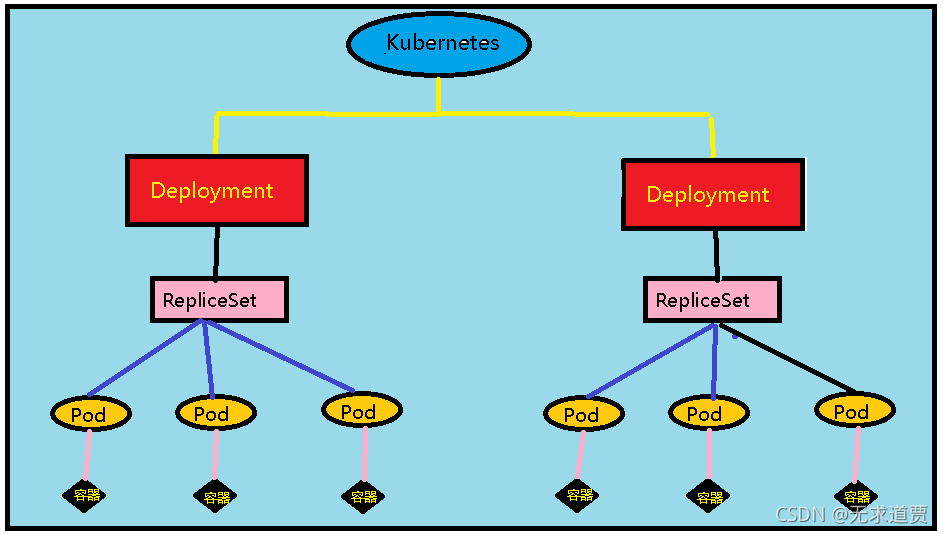 Kubernetes
Deployment
Deployment
RepliceSet
RepliceSet
Pod
Pod
Pod
Pod
Pod
Pod
容器
容器
容器
容器
容器
容器
CSDN @无求道贾